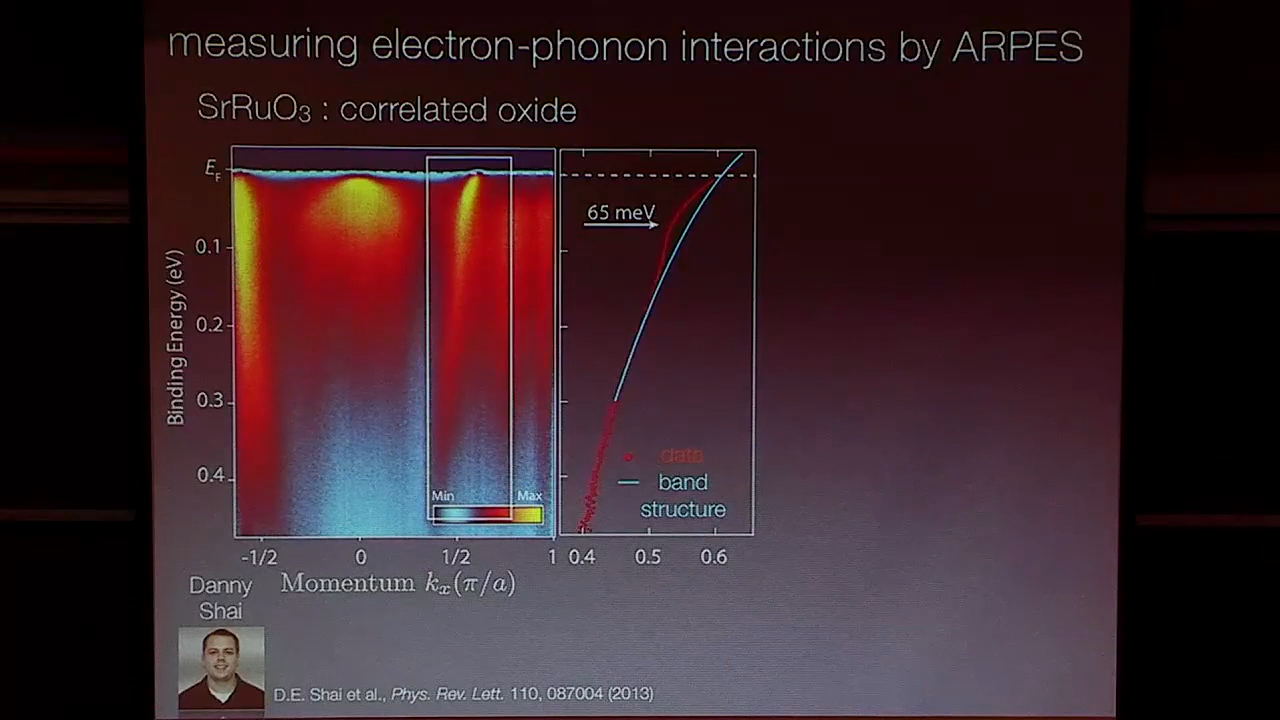 measuring electron-phonon interactions by ARPES
SrRuO₃ : correlated oxide
E_F
0.1
0.2
0.3
0.4
Binding Energy (eV)
65 meV
data
band
structure
Min
Max
-1/2
0
1/2
1
0.4
0.5
0.6
Momentum kₓ(π/a)
Danny
Shai
D.E. Shai et al., Phys. Rev. Lett. 110, 087004 (2013)